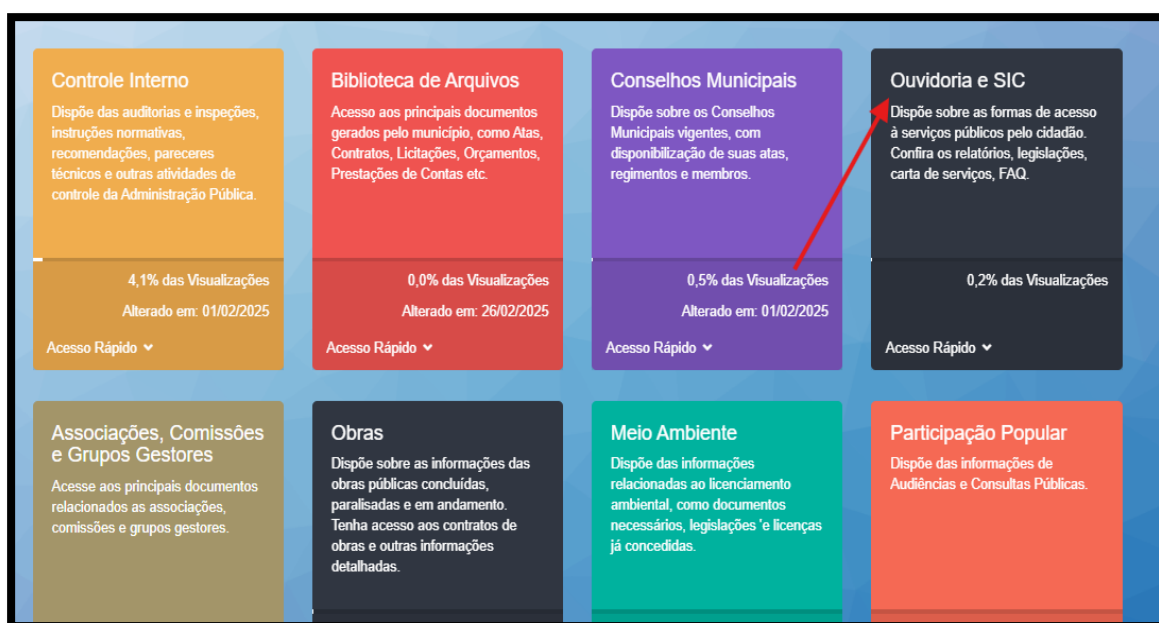 Controle Interno
Dispõe das auditorias e inspeções,
instruções normativas,
recomendações, pareceres
técnicos e outras atividades de
controle da Administração Pública.
4,1% das Visualizações
Alterado em: 01/02/2025
Acesso Rápido
Biblioteca de Arquivos
Acesso aos principais documentos
gerados pelo município, como Atas,
Contratos, Licitações, Orçamentos,
Prestações de Contas etc.
0,0% das Visualizações
Alterado em: 26/02/2025
Acesso Rápido
Conselhos Municipais
Dispõe sobre os Conselhos
Municipais vigentes, com
disponibilização de suas atas,
regimentos e membros.
0,5% das Visualizações
Alterado em: 01/02/2025
Acesso Rápido
Ouvidoria e SIC
Dispõe sobre as formas de acesso
à serviços públicos pelo cidadão.
Confira os relatórios, legislações,
carta de serviços, FAQ.
0,2% das Visualizações
Acesso Rápido
Associações, Comissões
e Grupos Gestores
Acesse aos principais documentos
relacionados as associações,
comissões e grupos gestores.
Obras
Dispõe sobre as informações das
obras públicas concluídas,
paralisadas e em andamento.
Tenha acesso aos contratos de
obras e outras informações
detalhadas.
Meio Ambiente
Dispõe das informações
relacionadas ao licenciamento
ambiental, como documentos
necessários, legislações 'e licenças
já concedidas.
Participação Popular
Dispõe das informações de
Audiências e Consultas Públicas.